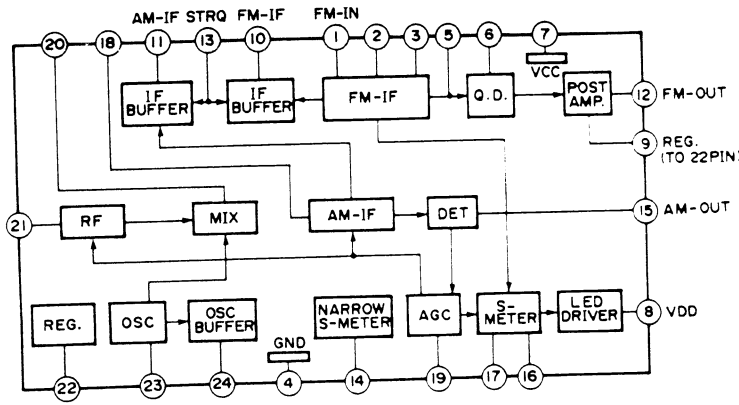 AM-IF STRQ FM-IF FM-IN
20 18 11 13 10 1 2 3 5 6 7
VCC
IF
BUFFER
IF
BUFFER
FM-IF
Q.D.
POST
AMP.
12 FM-OUT
9 REG.
(TO 22PIN)
21 RF MIX AM-IF DET 15 AM-OUT
REG.
OSC
OSC
BUFFER
GND
NARROW
S-METER
AGC
S-
METER
LED
DRIVER
8 VDD
22 23 24 4 14 19 17 16